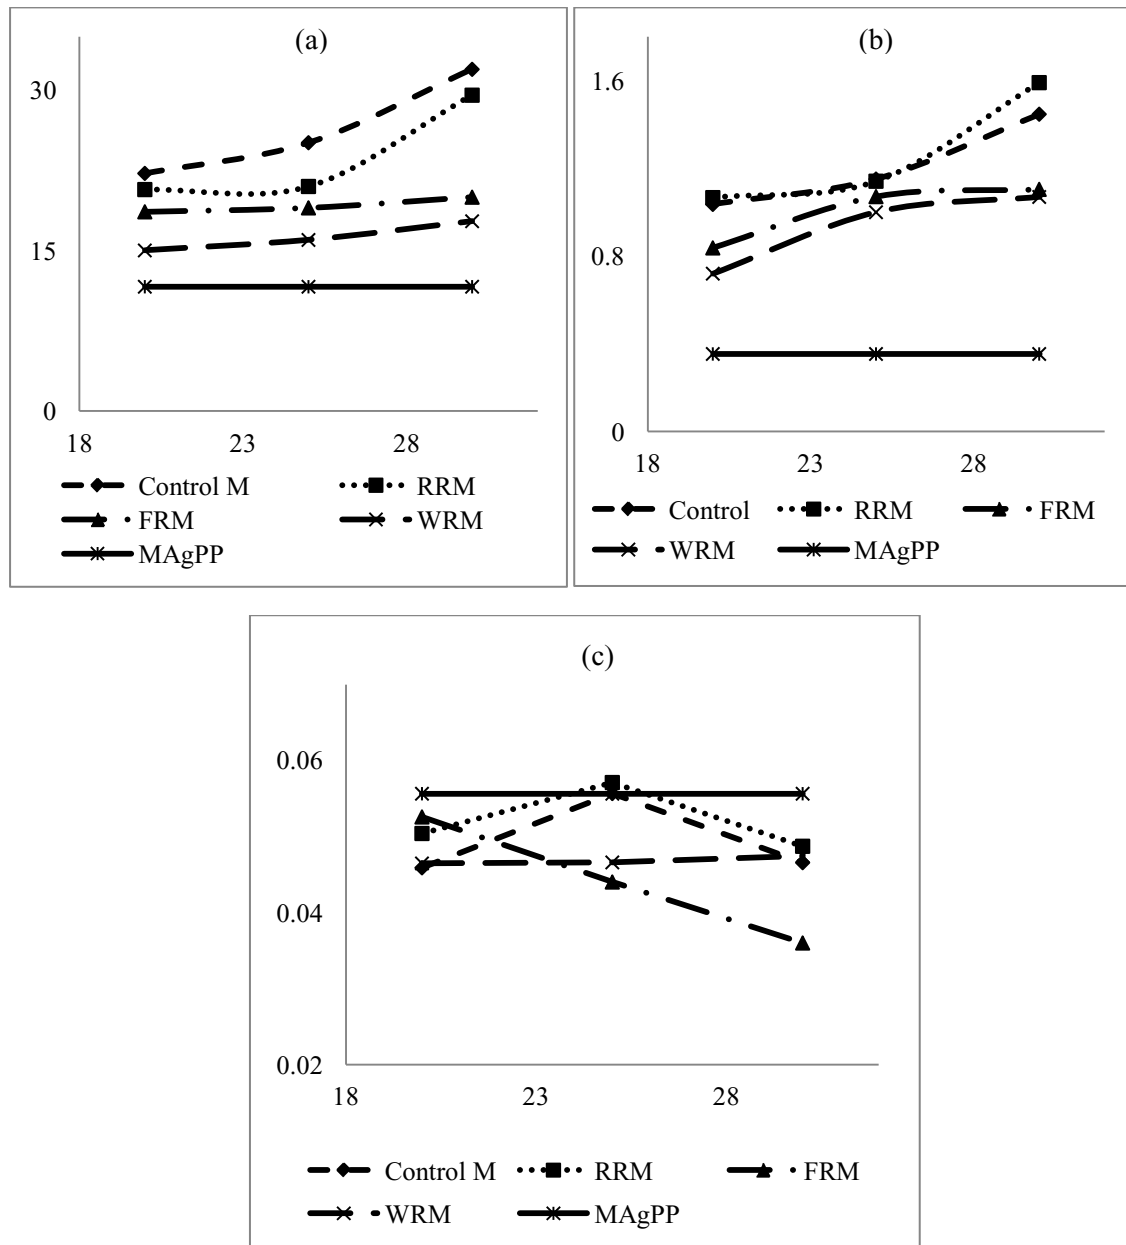 (a)
30
15
0
18 23 28
Control M RRM
FRM WRM
MAgPP
(b)
1.6
0.8
0
18 23 28
Control RRM FRM
WRM MAgPP
(c)
0.06
0.04
0.02
18 23 28
Control M RRM FRM
WRM MAgPP